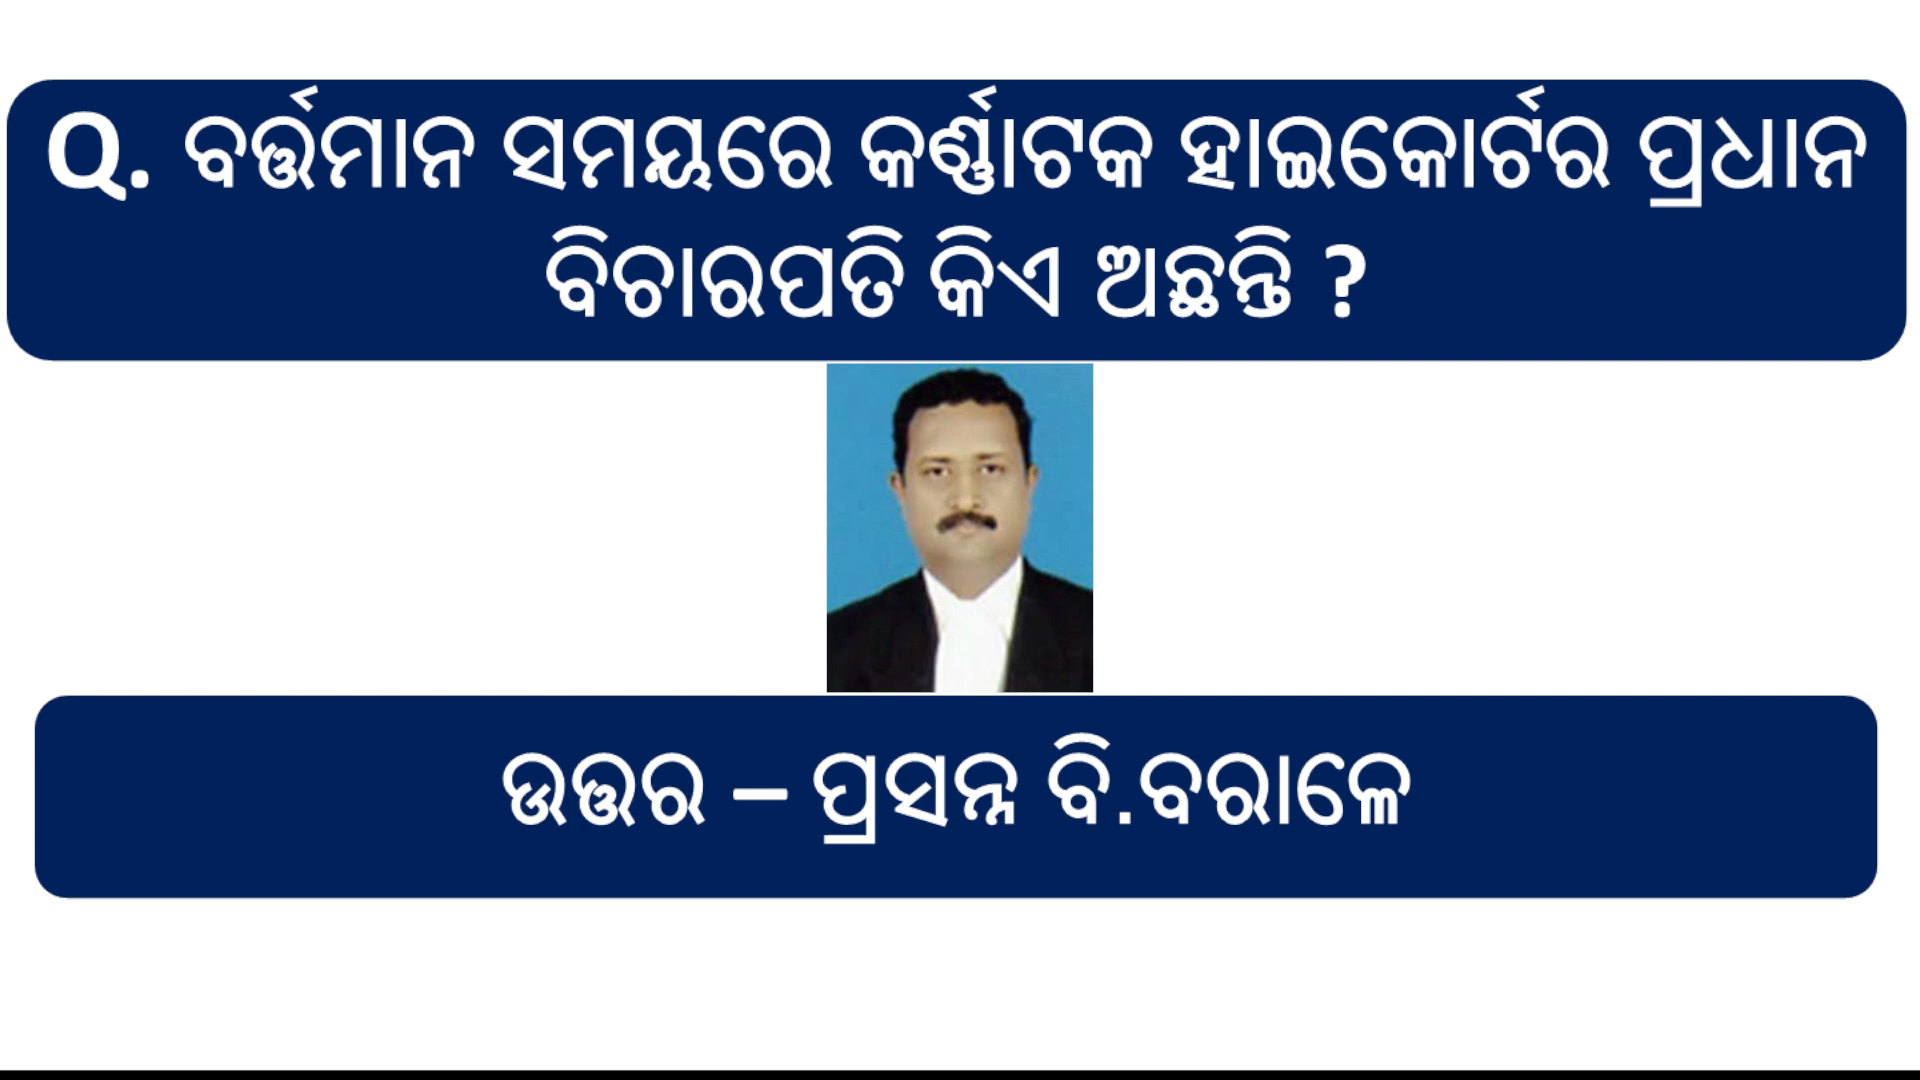 Q. ବର୍ତ୍ତମାନ ସମୟରେ କର୍ଣ୍ଣାଟକ ହାଇକୋର୍ଟର ପ୍ରଧାନ
ବିଚାରପତି କିଏ ଅଛନ୍ତି ?
ଉତ୍ତର – ପ୍ରସନ୍ନ ବି.ବରାଳେ